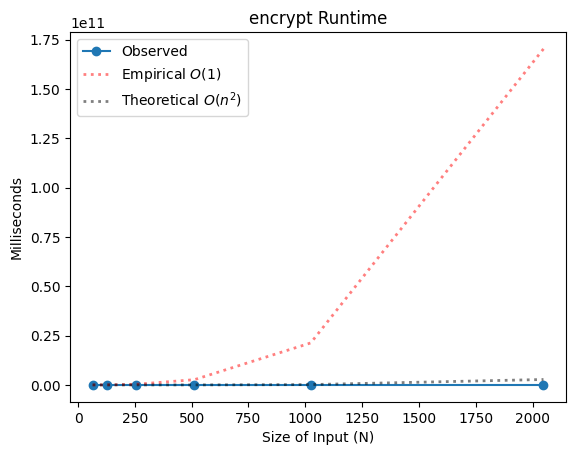 encrypt Runtime
1e11
Observed
Empirical O(1)
Theoretical O(n²)
Milliseconds
1.75
1.50
1.25
1.00
0.75
0.50
0.25
0.00
0 250 500 750 1000 1250 1500 1750 2000
Size of Input (N)